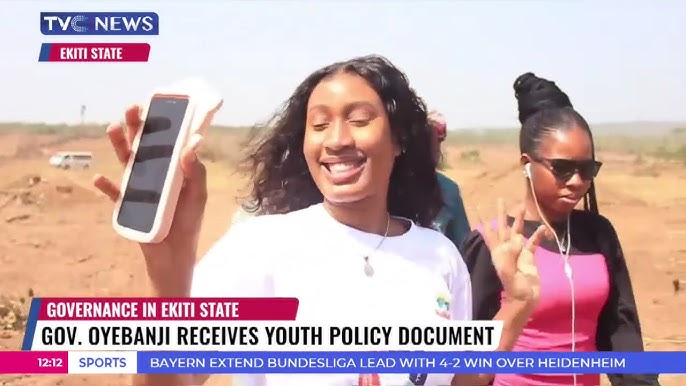 TVC NEWS
EKITI STATE
GOVERNANCE IN EKITI STATE
GOV. OYEBANJI RECEIVES YOUTH POLICY DOCUMENT
12:12 SPORTS BAYERN EXTEND BUNDESLIGA LEAD WITH 4-2 WIN OVER HEIDENHEIM